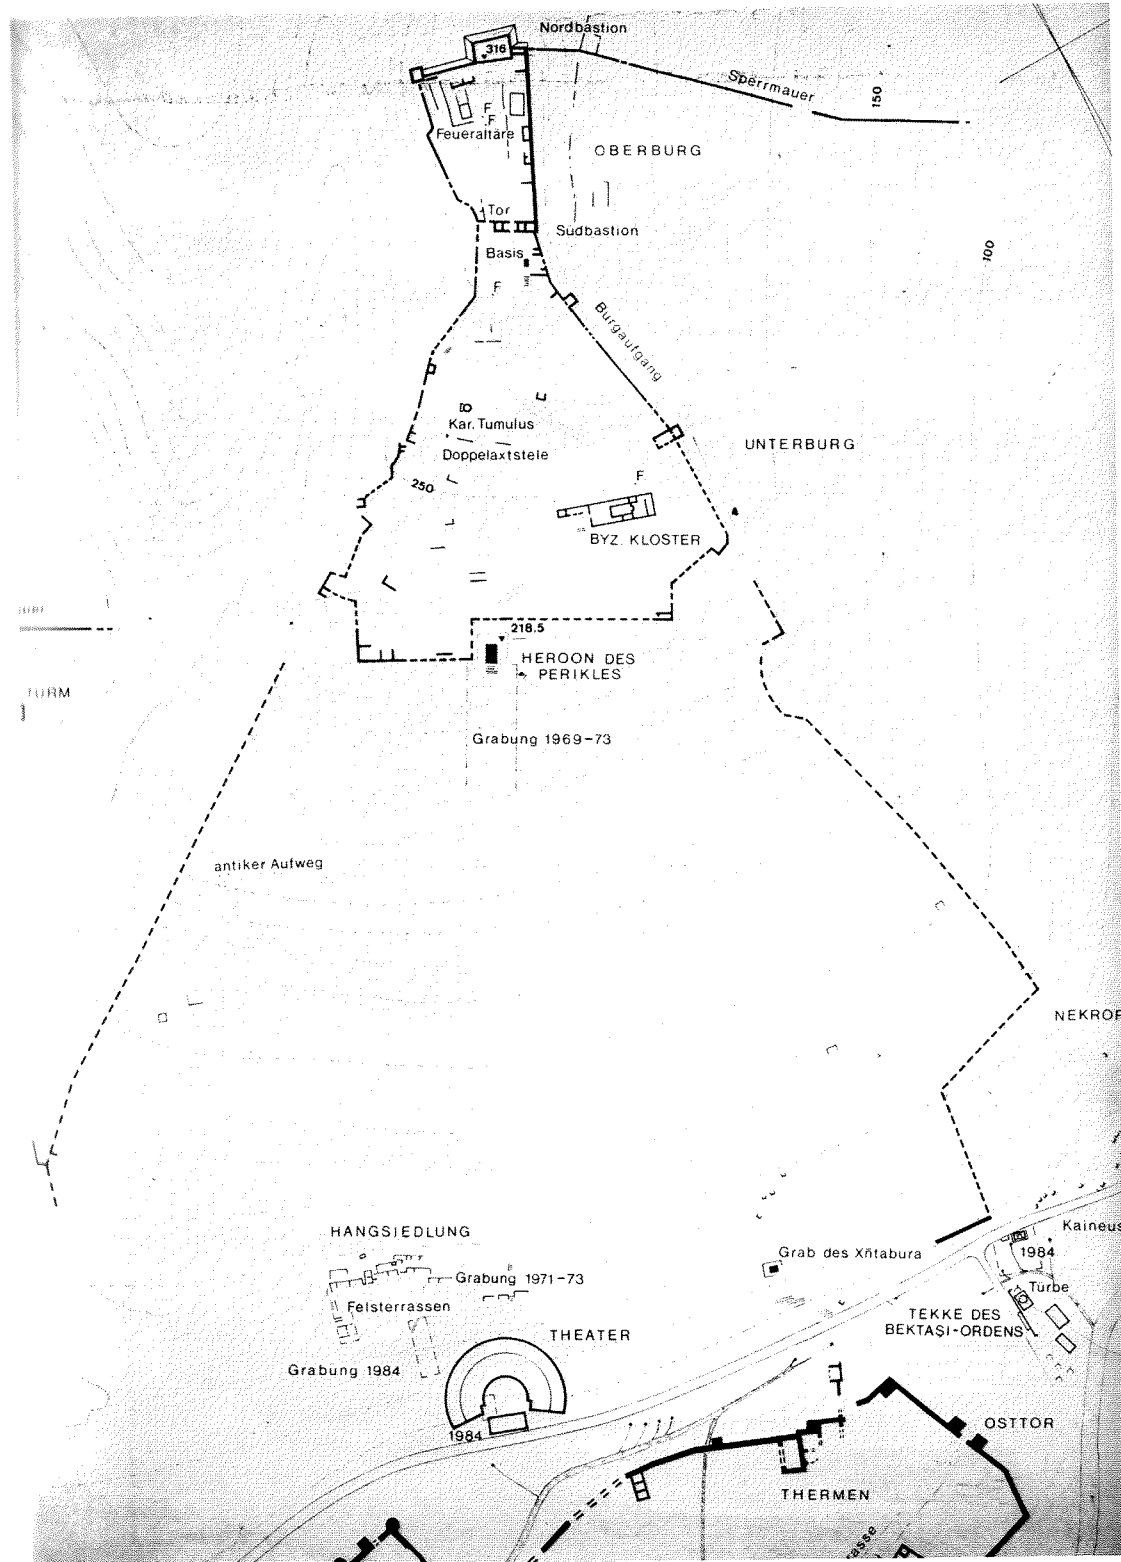 Nordbastion
316
Sperrmauer
150
F
F
Feueraltäre
OBERBURG
Tor
Südbastion
100
Basis
F
Burgaufgang
Kar. Tumulus
UNTERBURG
Doppelaxtstele
250
F
BYZ. KLOSTER
218.5
HEROON DES
PERIKLES
TURM
Grabung 1969-73
antiker Aufweg
NEKROP
HANGSIEDLUNG
Kaineus
Grab des Xñtabura
1984
Grabung 1971-73
Türbe
Felsterrassen
TEKKE DES
BEKTAŞI-ORDENS
THEATER
Grabung 1984
OSTTOR
1984
THERMEN
asse